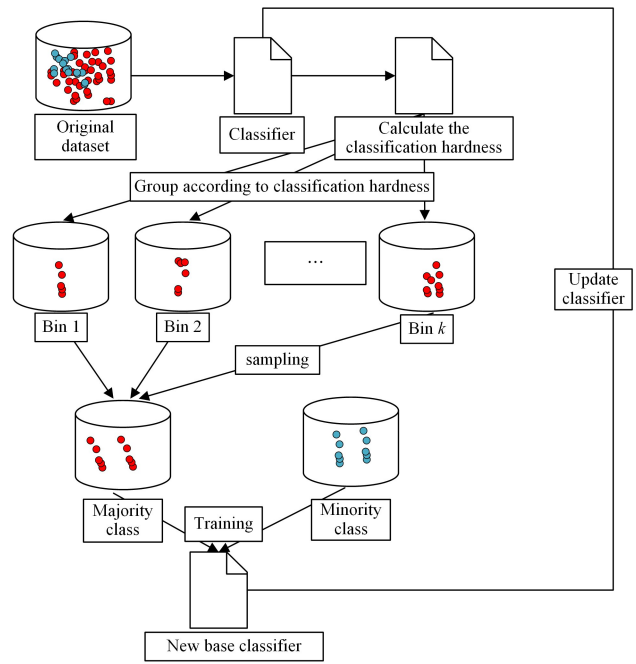 Original
dataset
Classifier
Calculate the
classification hardness
Group according to classification hardness
...
Bin 1
Bin 2
Bin k
Update
classifier
sampling
Majority
class
Training
Minority
class
New base classifier